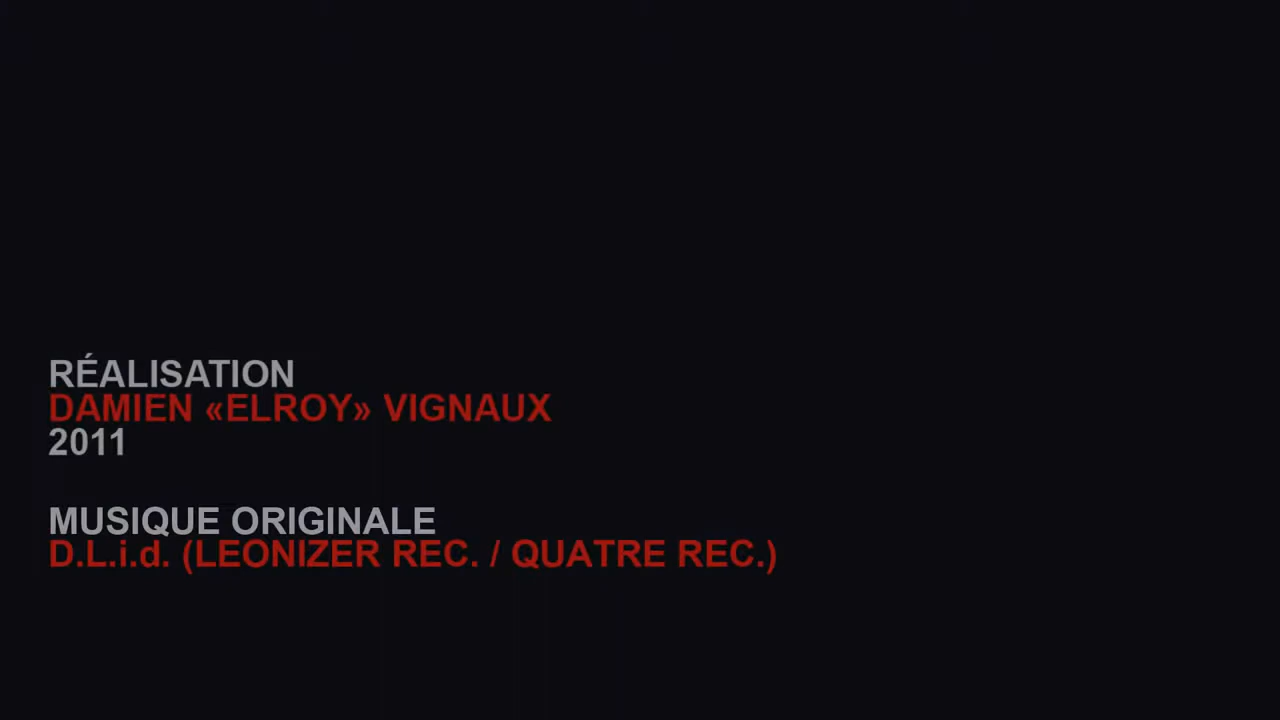 RÉALISATION
DAMIEN «ELROY» VIGNAUX
2011
MUSIQUE ORIGINALE
D.L.i.d. (LEONIZER REC. / QUATRE REC.)